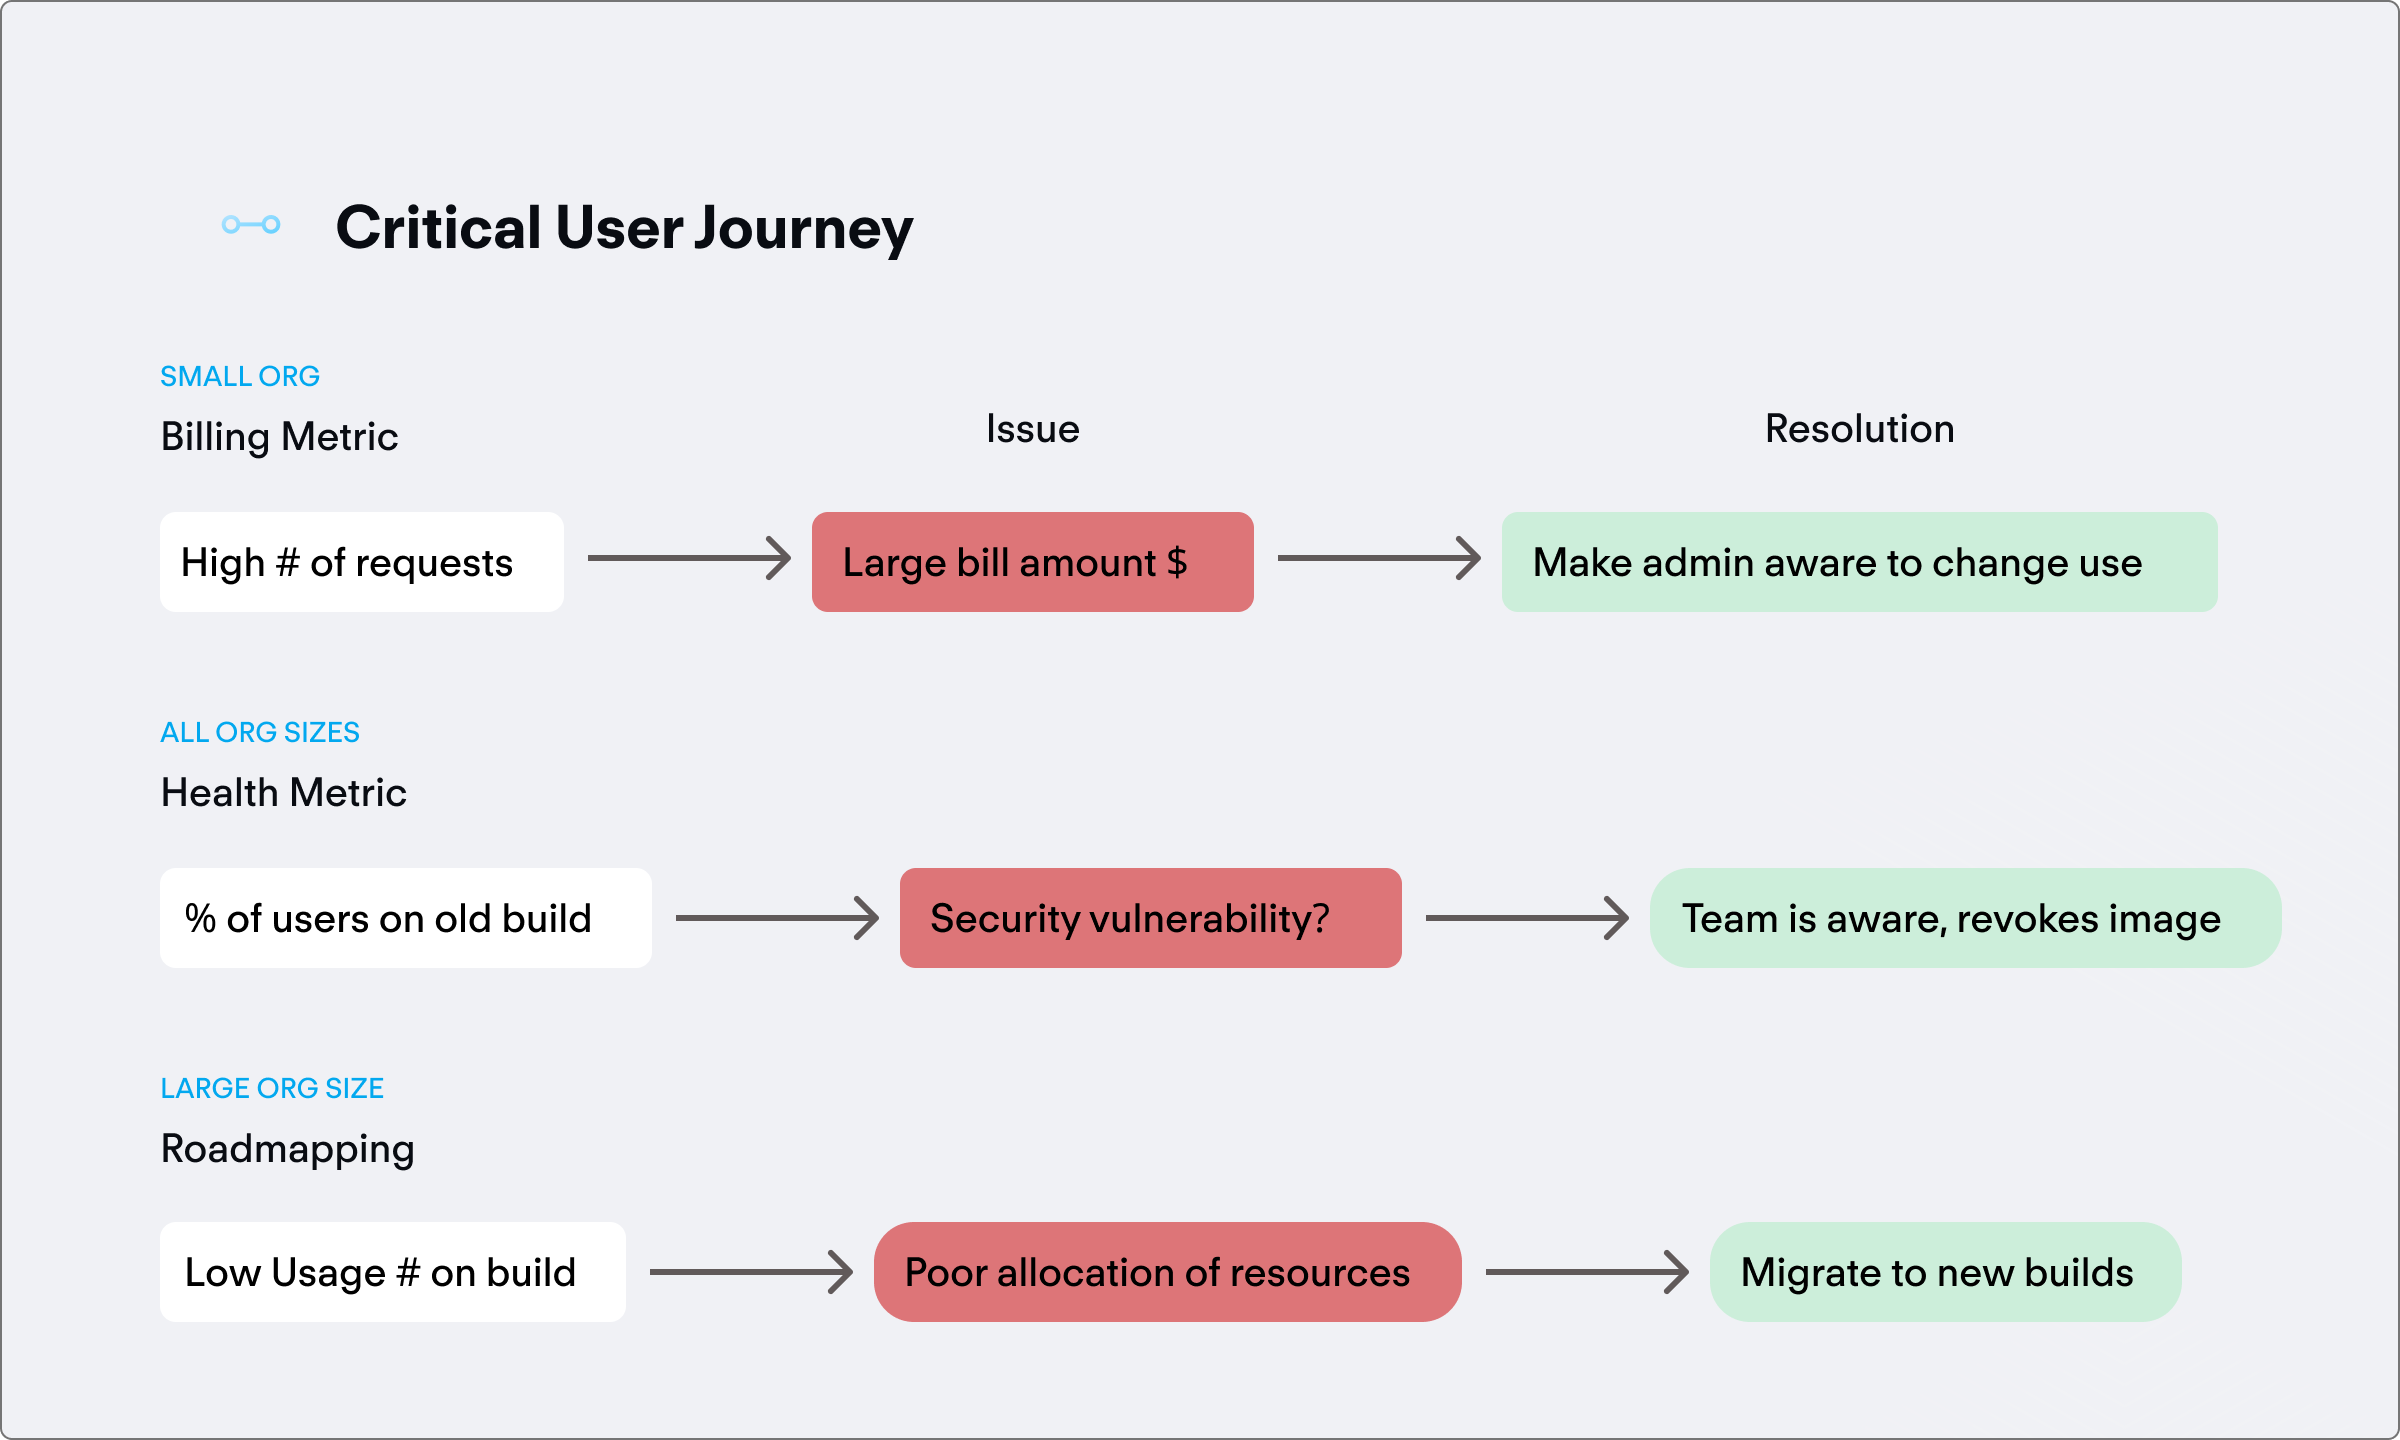 Critical User Journey
SMALL ORG
Billing Metric
Issue
Resolution
High # of requests
Large bill amount $
Make admin aware to change use
ALL ORG SIZES
Health Metric
% of users on old build
Security vulnerability?
Team is aware, revokes image
LARGE ORG SIZE
Roadmapping
Low Usage # on build
Poor allocation of resources
Migrate to new builds